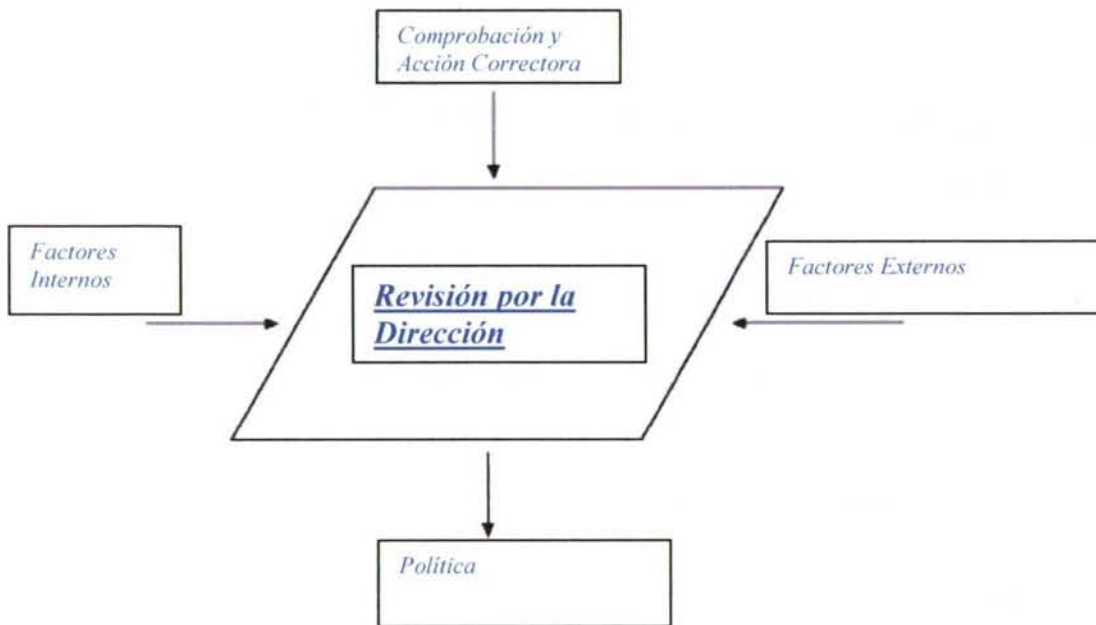 Comprobación y
Acción Correctora
Factores
Internos
Factores Externos
Revisión por la
Dirección
Política